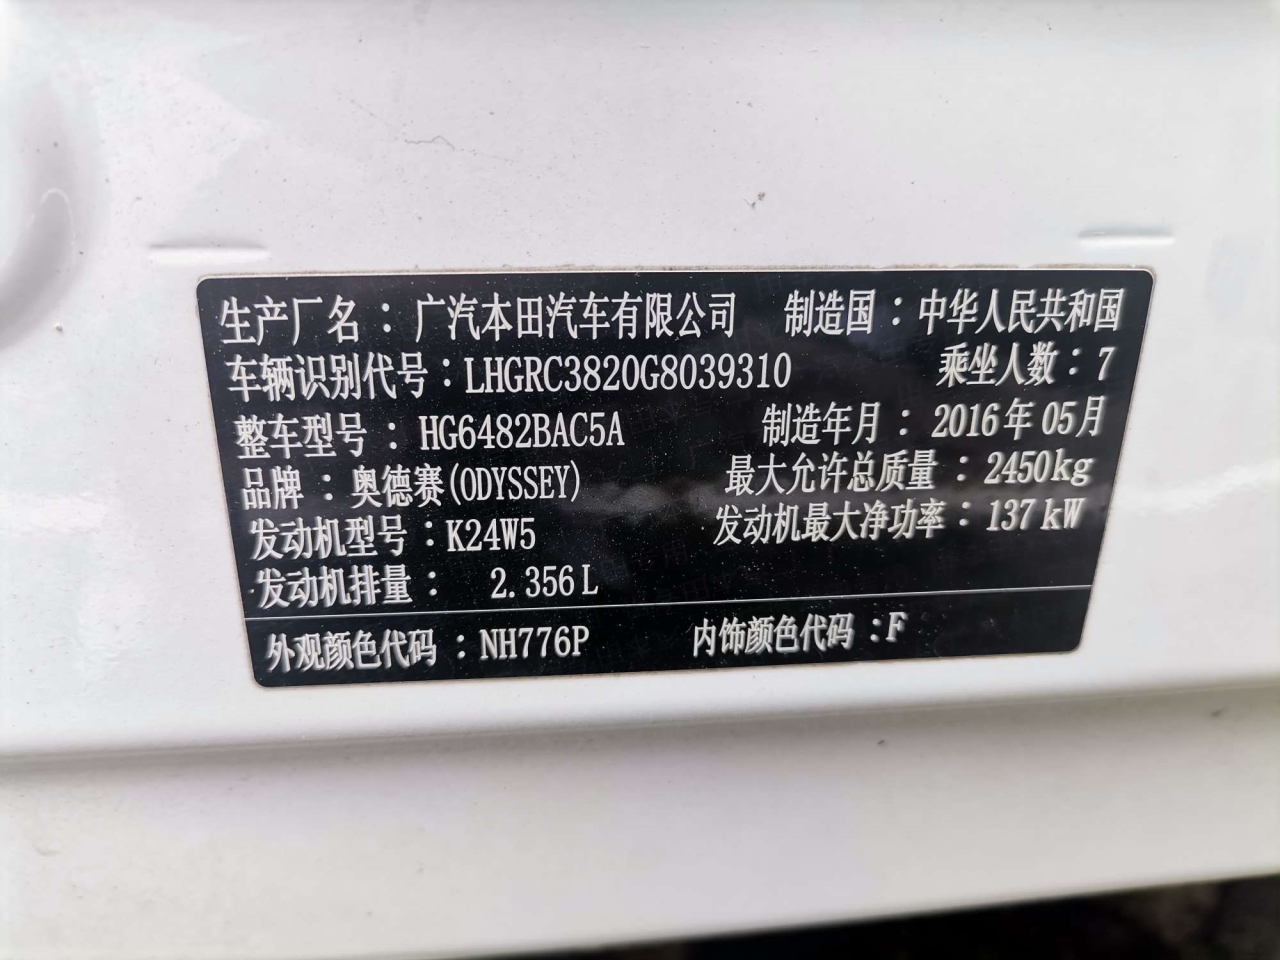 生产厂名：广汽本田汽车有限公司 制造国：中华人民共和国
车辆识别代号：LHGRC3820G8039310 乘坐人数：7
整车型号：HG6482BAC5A 制造年月：2016年05月
品牌：奥德赛(ODYSSEY) 最大允许总质量：2450kg
发动机型号：K24W5 发动机最大净功率：137kW
发动机排量：2.356L
外观颜色代码：NH776P 内饰颜色代码：F